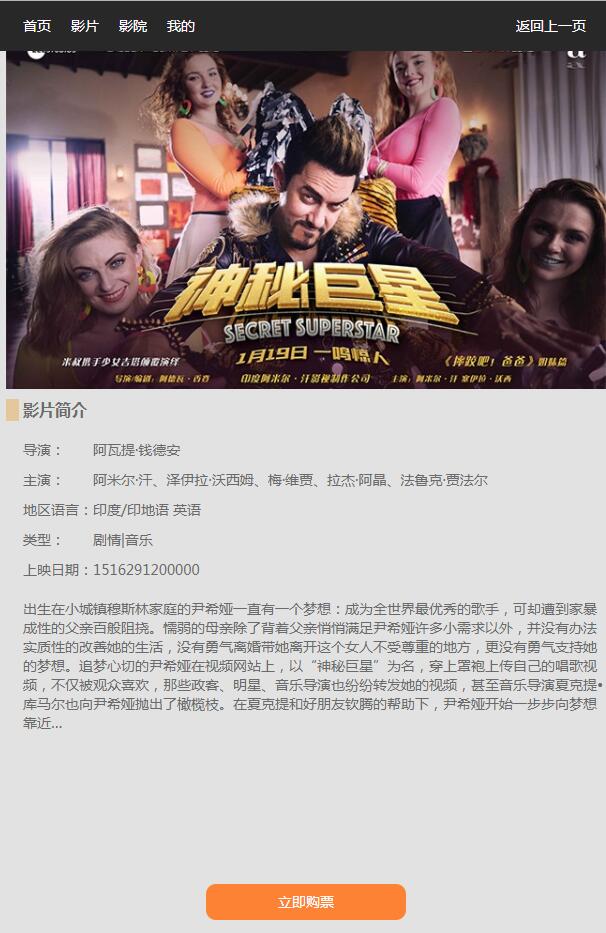 首页 影片 影院 我的 返回上一页
神秘巨星
SECRET SUPERSTAR
1月19日 一鸣惊人
米叔携手少女古塔倾覆演绎 《摔跤吧！爸爸》姐妹篇
导演/编剧：阿德瓦·香登 印度阿米尔·汗影视制作公司 主演：阿米尔·汗 塞伊拉·沃西
影片简介
导演： 阿瓦提·钱德安
主演： 阿米尔·汗、泽伊拉·沃西姆、梅·维贾、拉杰·阿晶、法鲁克·贾法尔
地区语言：印度/印地语 英语
类型： 剧情|音乐
上映日期：1516291200000
出生在小城镇穆斯林家庭的尹希娅一直有一个梦想：成为全世界最优秀的歌手，可却遭到家暴
成性的父亲百般阻挠。懦弱的母亲除了背着父亲悄悄满足尹希娅许多小需求以外，并没有办法
实质性的改善她的生活，没有勇气离婚带她离开这个女人不受尊重的地方，更没有勇气支持她
的梦想。追梦心切的尹希娅在视频网站上，以“神秘巨星”为名，穿上罩袍上传自己的唱歌视
频，不仅被观众喜欢，那些政客、明星、音乐导演也纷纷转发她的视频，甚至音乐导演夏克提•
库马尔也向尹希娅抛出了橄榄枝。在夏克提和好朋友钦腾的帮助下，尹希娅开始一步步向梦想
靠近...
立即购票